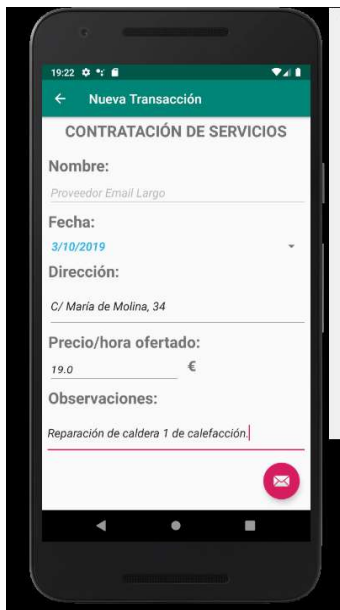 19:22
Nueva Transacción
CONTRATACIÓN DE SERVICIOS
Nombre:
Proveedor Email Largo
Fecha:
3/10/2019
Dirección:
C/ María de Molina, 34
Precio/hora ofertado:
19.0 €
Observaciones:
Reparación de caldera 1 de calefacción.